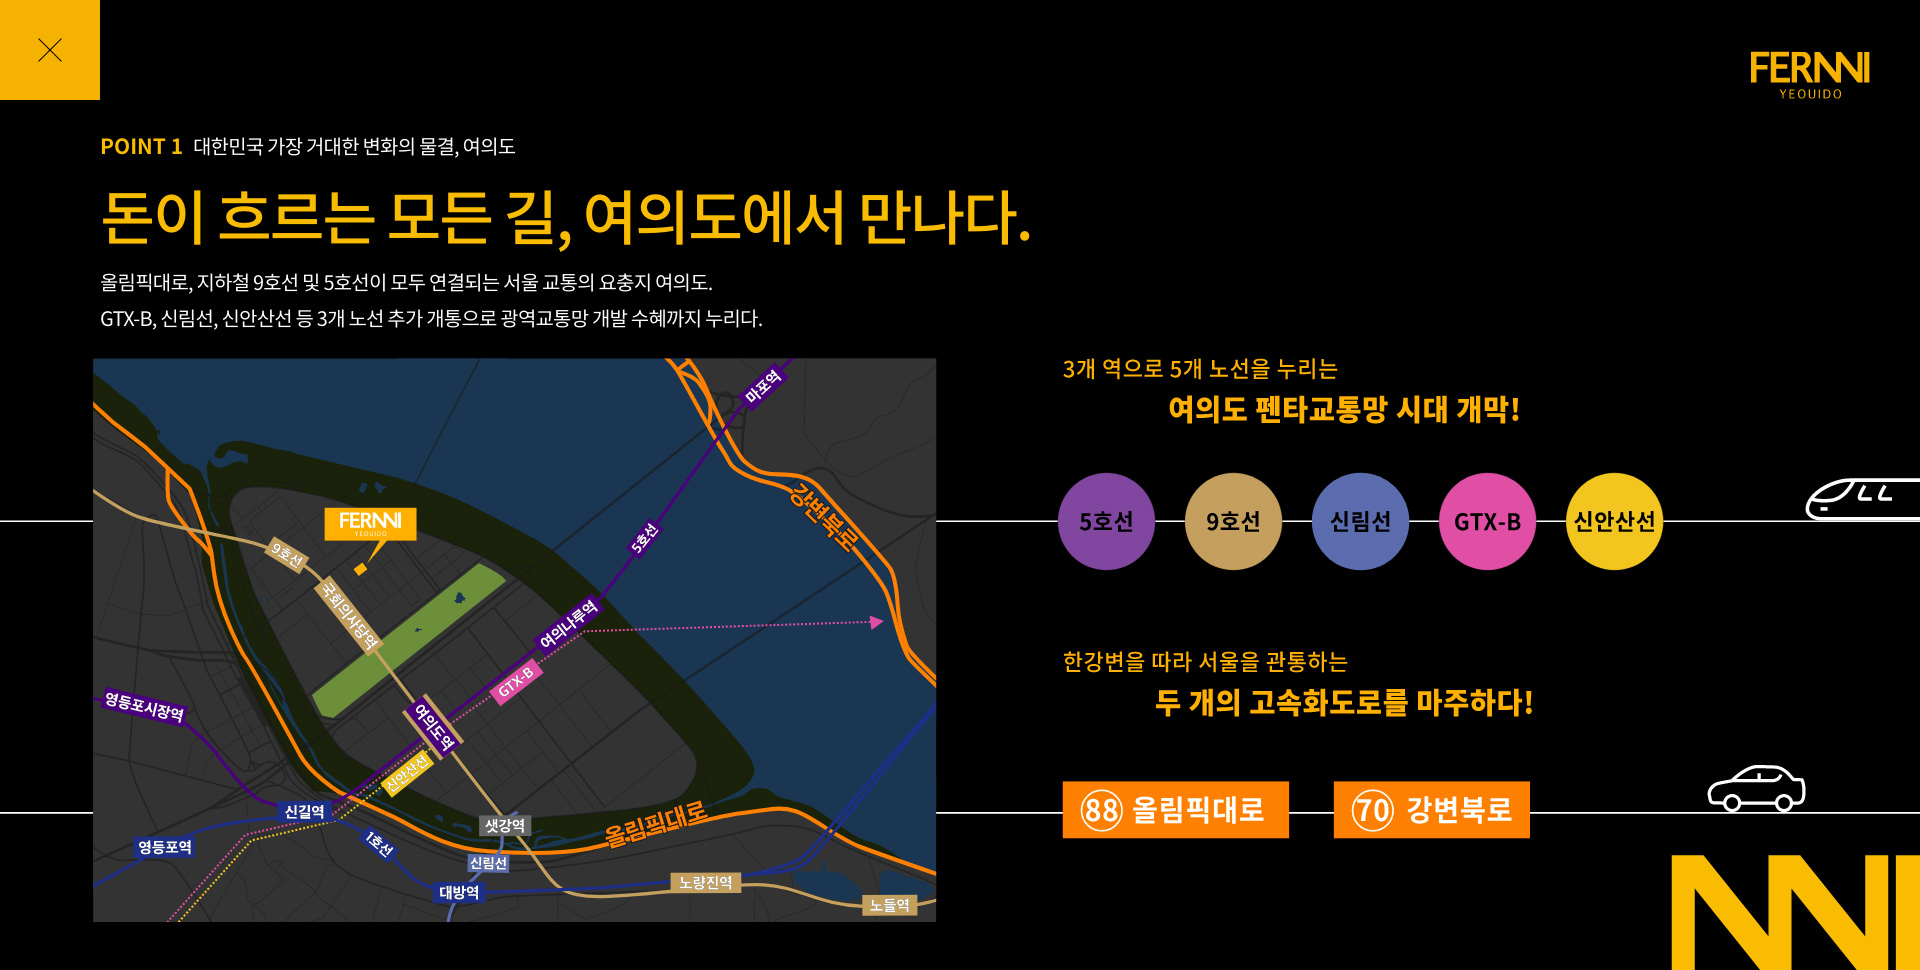 FERNNI
YEOUIDO
POINT 1 대한민국 가장 거대한 변화의 물결, 여의도
돈이 흐르는 모든 길, 여의도에서 만나다.
올림픽대로, 지하철 9호선 및 5호선이 모두 연결되는 서울 교통의 요충지 여의도.
GTX-B, 신림선, 신안산선 등 3개 노선 추가 개통으로 광역교통망 개발 수혜까지 누리다.
마포역
강변북로
FERNNI
YEOUIDO
5호선
9호선
국회의사당역
여의나루역
GTX-B
영등포시장역
여의도역
신안산선
신길역
샛강역
올림픽대로
1호선
영등포역
신림선
대방역
노량진역
노들역
3개 역으로 5개 노선을 누리는
여의도 펜타교통망 시대 개막!
5호선
9호선
신림선
GTX-B
신안산선
한강변을 따라 서울을 관통하는
두 개의 고속화도로를 마주하다!
88 올림픽대로
70 강변북로
NNI